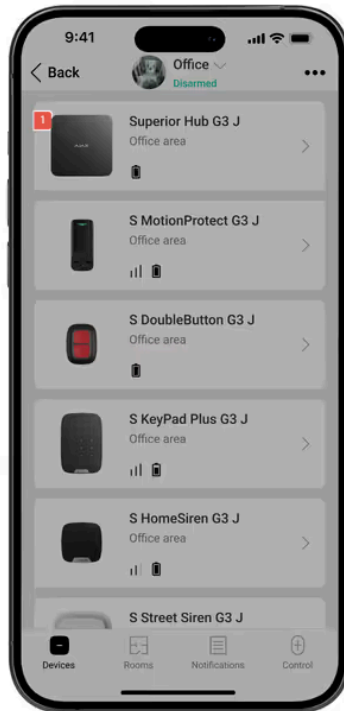 9:41
Back
Office
Disarmed
1
Superior Hub G3 J
Office area
S MotionProtect G3 J
Office area
S DoubleButton G3 J
Office area
S KeyPad Plus G3 J
Office area
S HomeSiren G3 J
Office area
S Street Siren G3 J
Devices
Rooms
Notifications
Control